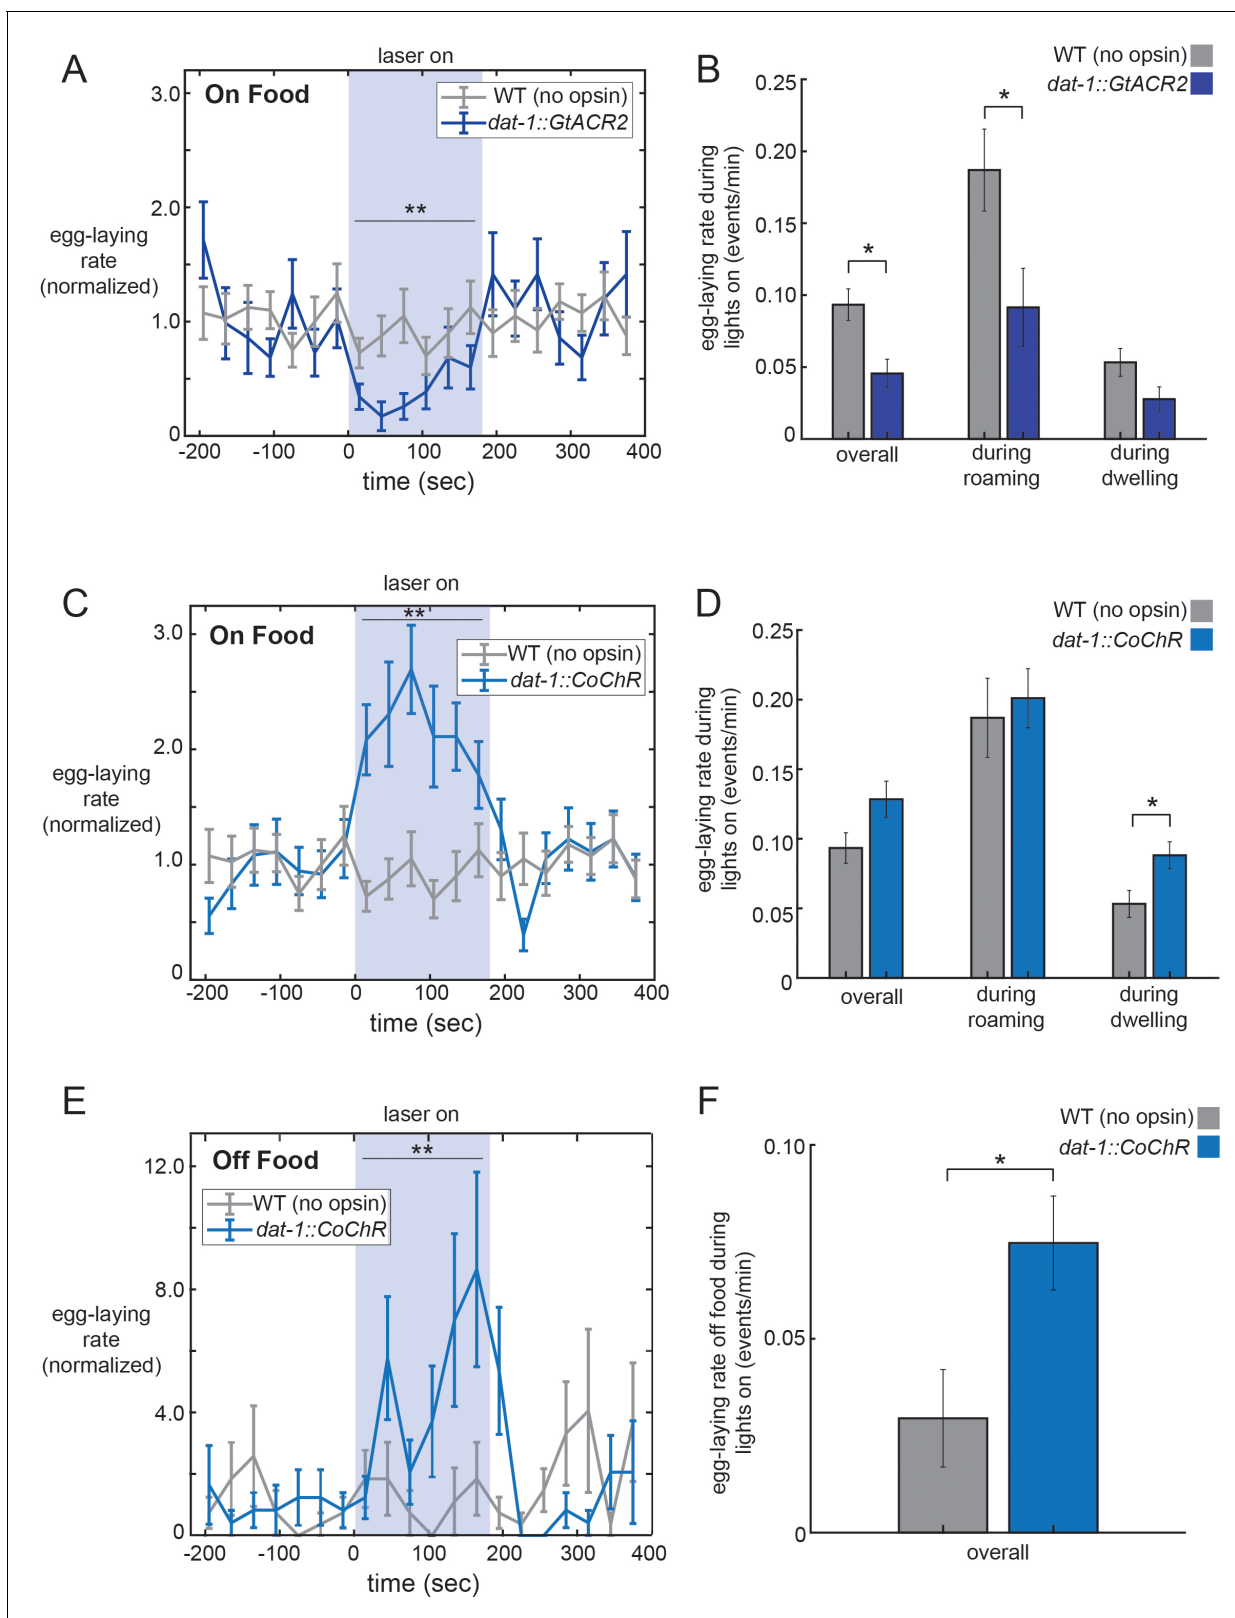 A
laser on
On Food
WT (no opsin)
dat-1::GtACR2
**
3.0
2.0
1.0
0
egg-laying
rate
(normalized)
-200 -100 0 100 200 300 400
time (sec)
B
WT (no opsin)
dat-1::GtACR2
egg-laying rate during
lights on (events/min)
0.25
0.20
0.15
0.10
0.05
0
*
*
overall
during
roaming
during
dwelling
C
laser on
On Food
**
WT (no opsin)
dat-1::CoChR
3.0
2.0
1.0
0
egg-laying
rate
(normalized)
-200 -100 0 100 200 300 400
time (sec)
D
WT (no opsin)
dat-1::CoChR
egg-laying rate during
lights on (events/min)
0.25
0.20
0.15
0.10
0.05
0
*
overall
during
roaming
during
dwelling
E
laser on
Off Food
**
WT (no opsin)
dat-1::CoChR
12.0
8.0
4.0
0
egg-laying
rate
(normalized)
-200 -100 0 100 200 300 400
time (sec)
F
WT (no opsin)
dat-1::CoChR
egg-laying rate off food during
lights on (events/min)
0.10
0.05
0
*
overall